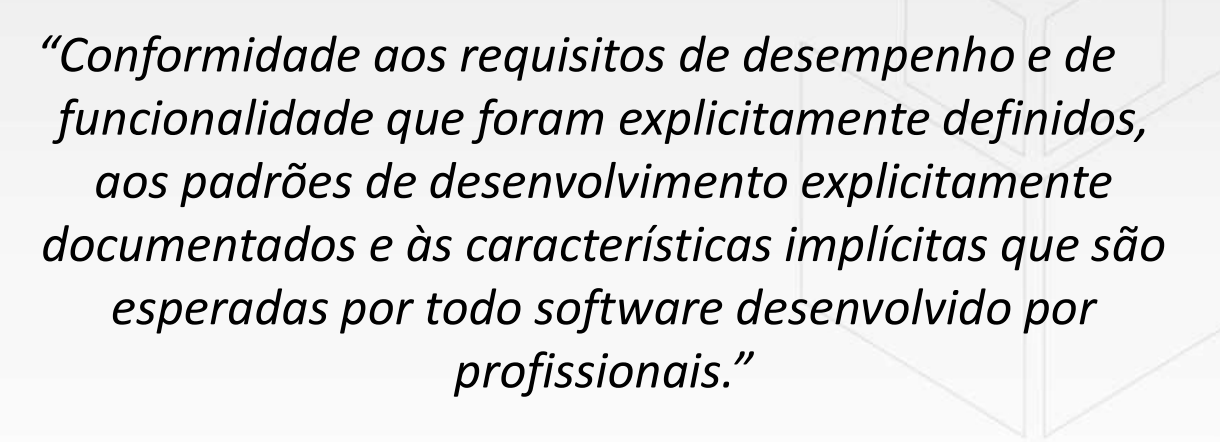 “Conformidade aos requisitos de desempenho e de
funcionalidade que foram explicitamente definidos,
aos padrões de desenvolvimento explicitamente
documentados e às características implícitas que são
esperadas por todo software desenvolvido por
profissionais.”